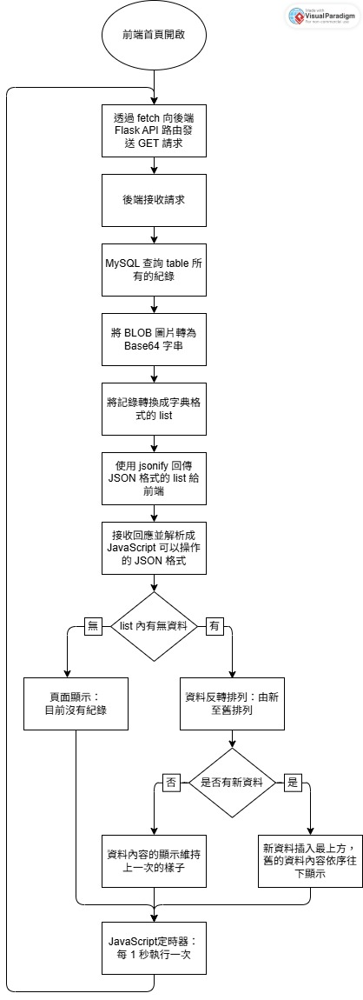 Made with
Visual Paradigm
For non-commercial use
前端首頁開啟
透過 fetch 向後端
Flask API 路由發
送 GET 請求
後端接收請求
MySQL 查詢 table 所
有的紀錄
將 BLOB 圖片轉為
Base64 字串
將記錄轉換成字典格
式的 list
使用 jsonify 回傳
JSON 格式的 list 給
前端
接收回應並解析成
JavaScript 可以操作
的 JSON 格式
list 內有無資料
無
有
頁面顯示：
目前沒有紀錄
資料反轉排列：由新
至舊排列
是否有新資料
否
是
資料內容的顯示維持
上一次的樣子
新資料插入最上方，
舊的資料內容依序往
下顯示
JavaScript定時器：
每 1 秒執行一次